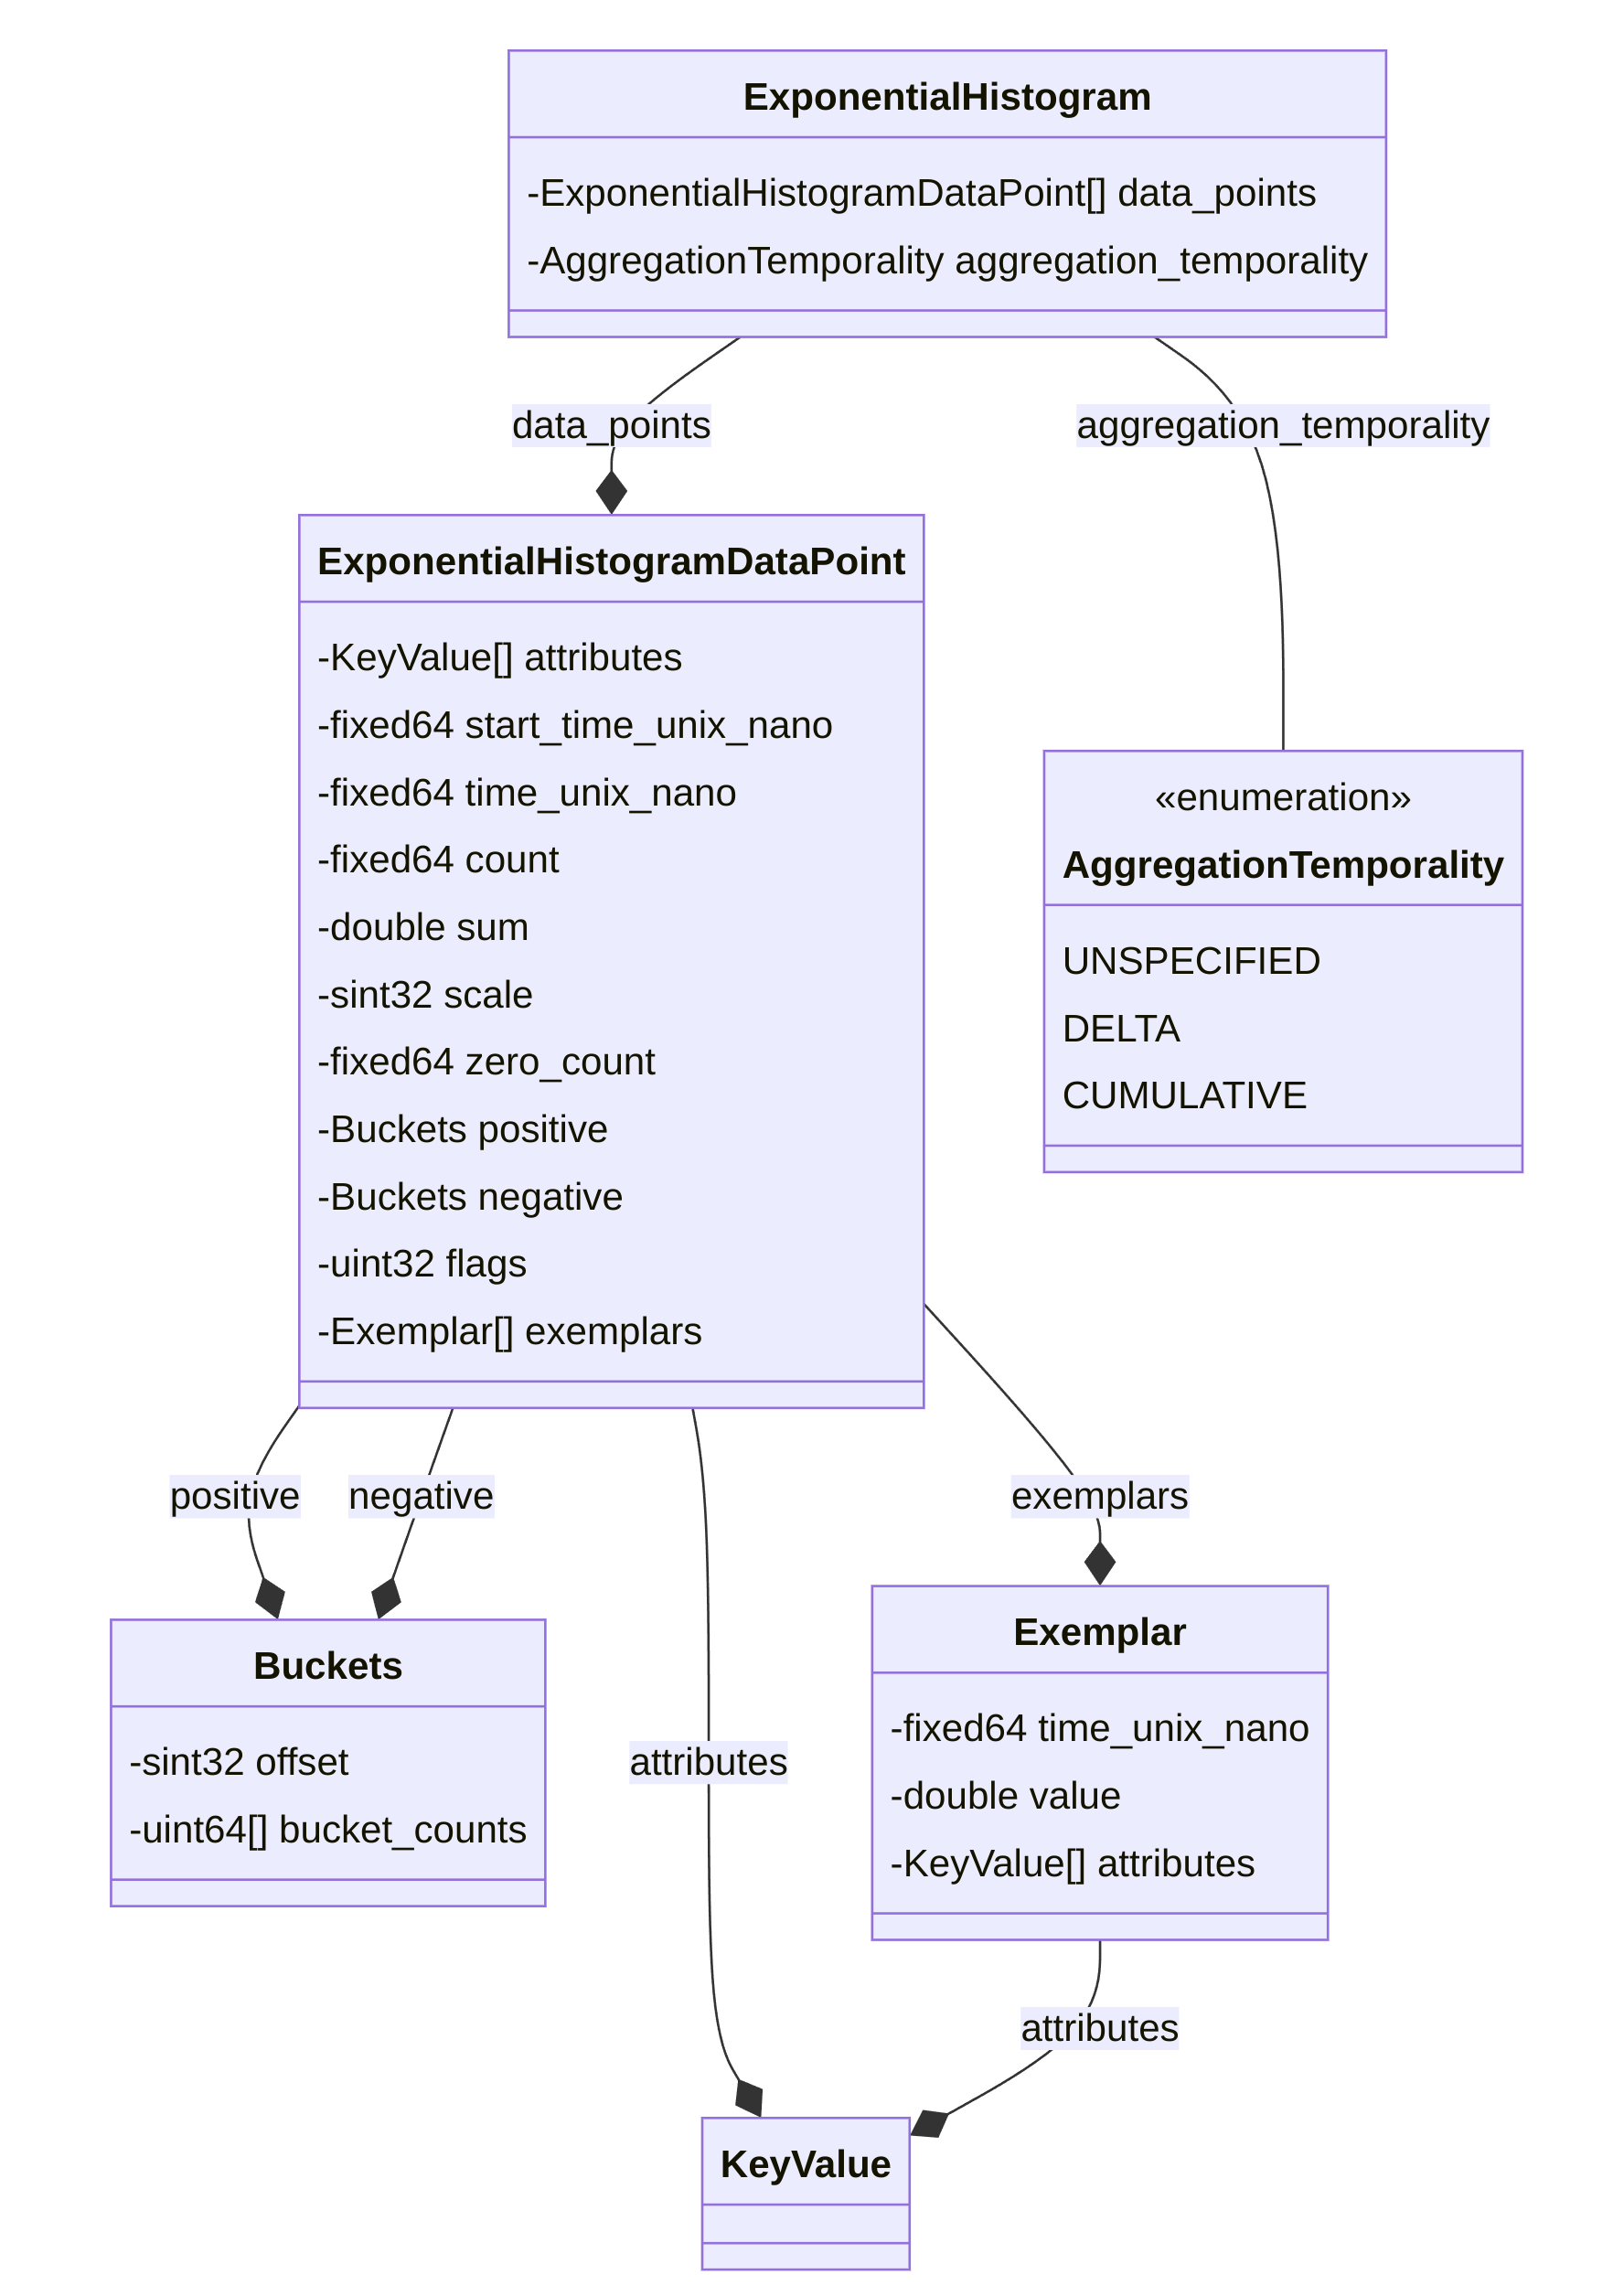 ExponentialHistogram
-ExponentialHistogramDataPoint[] data_points
-AggregationTemporality aggregation_temporality
data_points
aggregation_temporality
ExponentialHistogramDataPoint
-KeyValue[] attributes
-fixed64 start_time_unix_nano
-fixed64 time_unix_nano
-fixed64 count
-double sum
-sint32 scale
-fixed64 zero_count
-Buckets positive
-Buckets negative
-uint32 flags
-Exemplar[] exemplars
«enumeration»
AggregationTemporality
UNSPECIFIED
DELTA
CUMULATIVE
positive
negative
exemplars
Buckets
-sint32 offset
-uint64[] bucket_counts
attributes
Exemplar
-fixed64 time_unix_nano
-double value
-KeyValue[] attributes
attributes
KeyValue